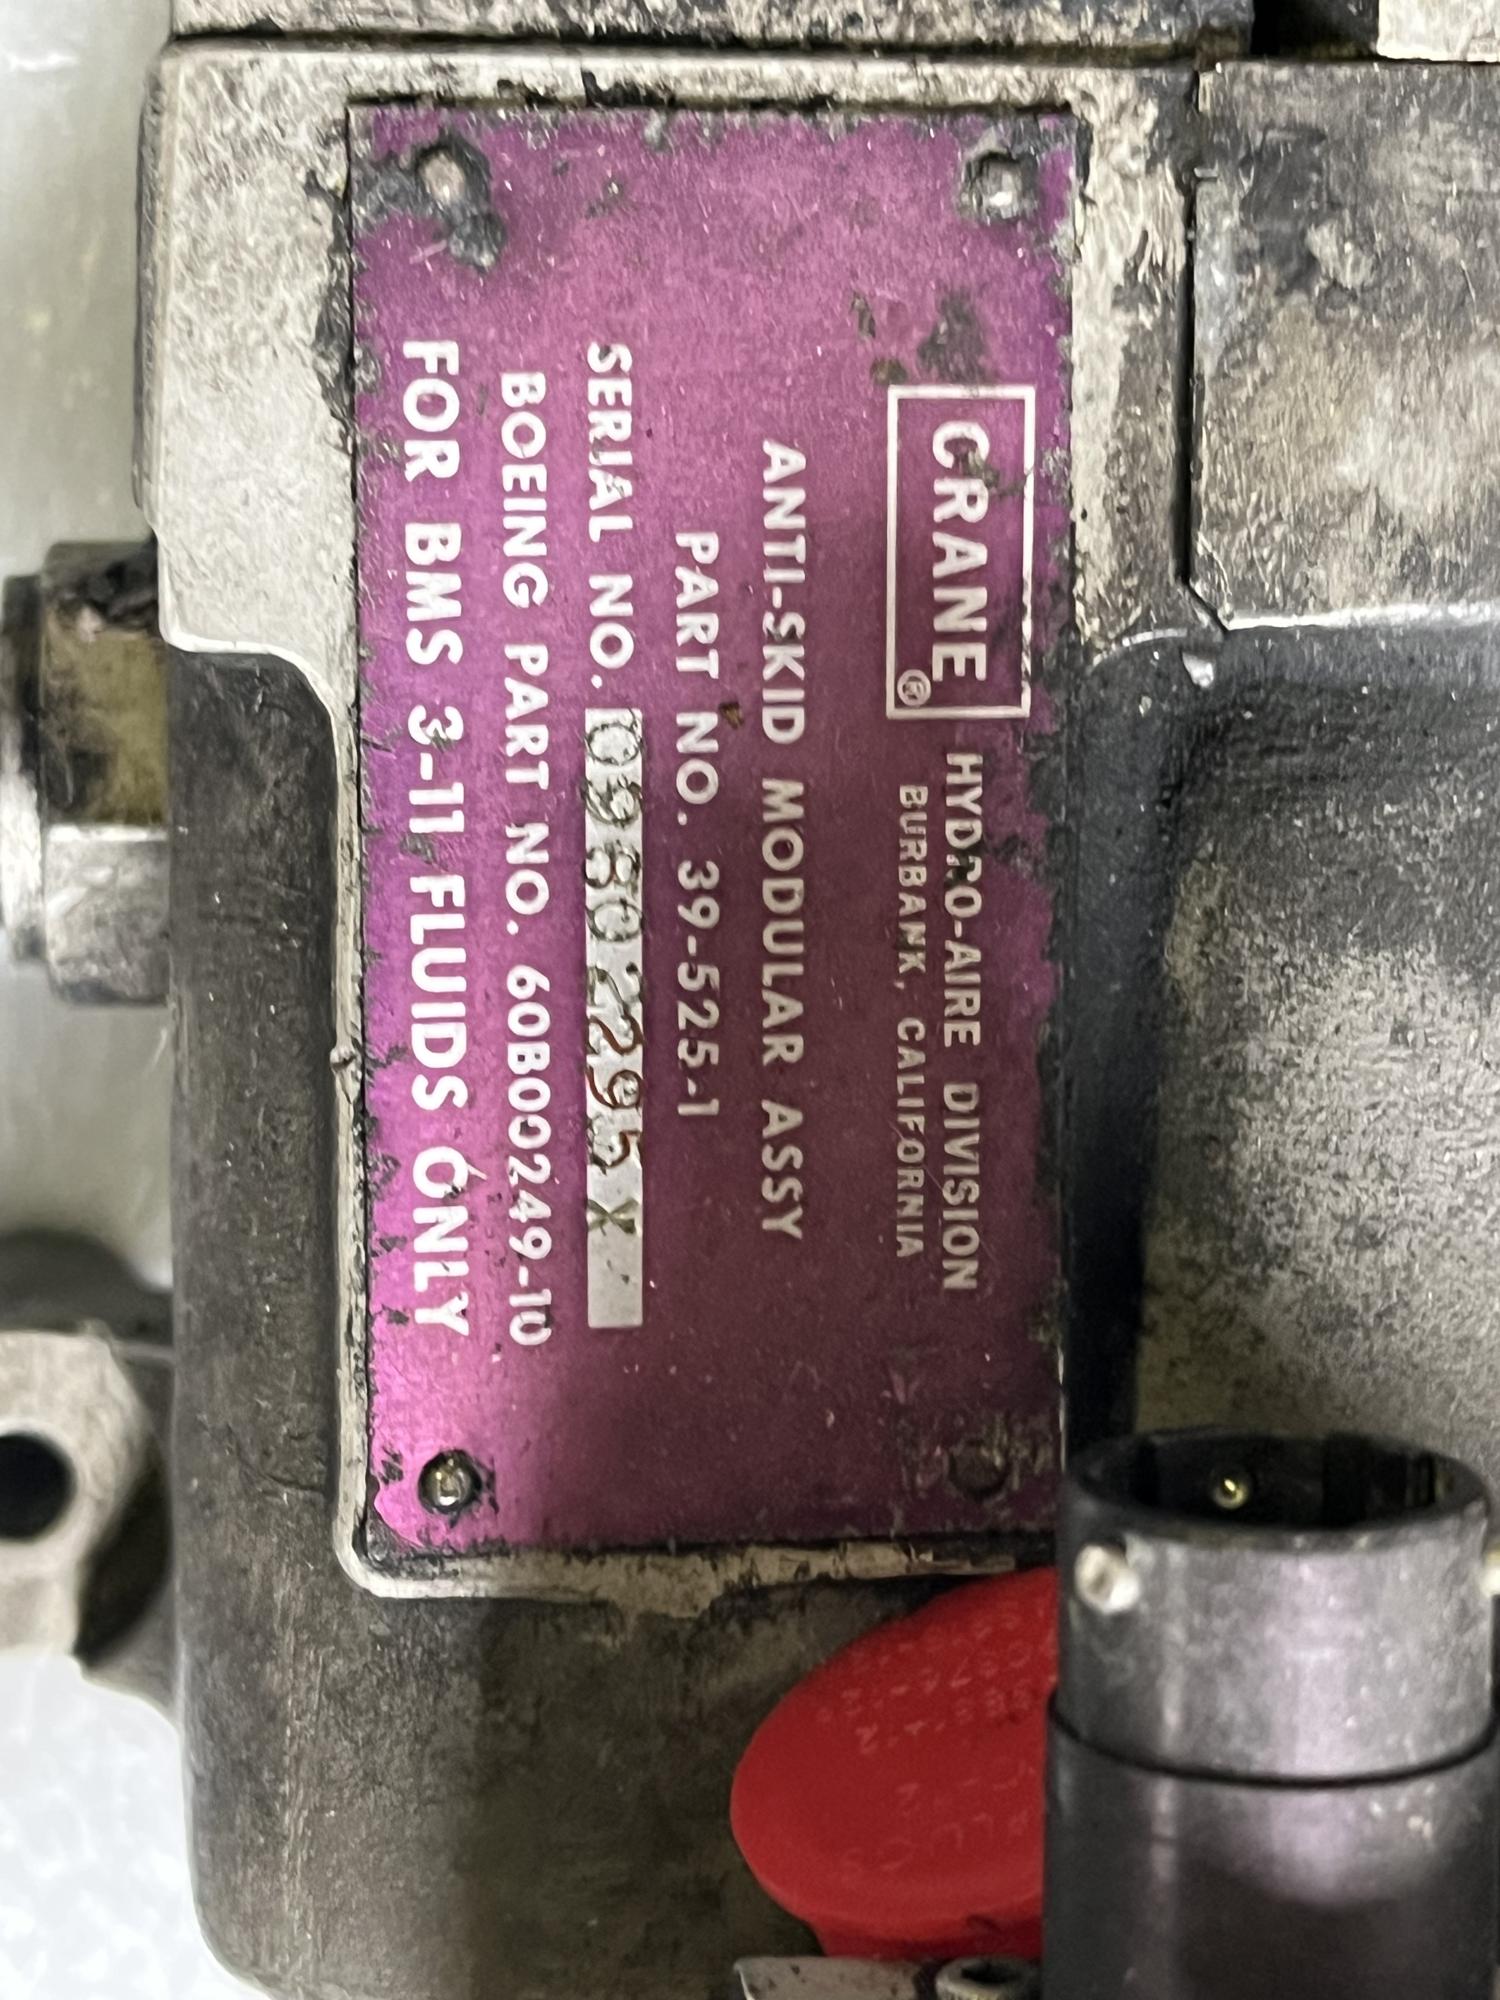 CRANE® HYDRO-AIRE DIVISION
BURBANK, CALIFORNIA
ANTI-SKID MODULAR ASSY
PART NO. 39-525-1
SERIAL NO.
BOEING PART NO. 60B00249-10
FOR BMS 3-11 FLUIDS ONLY